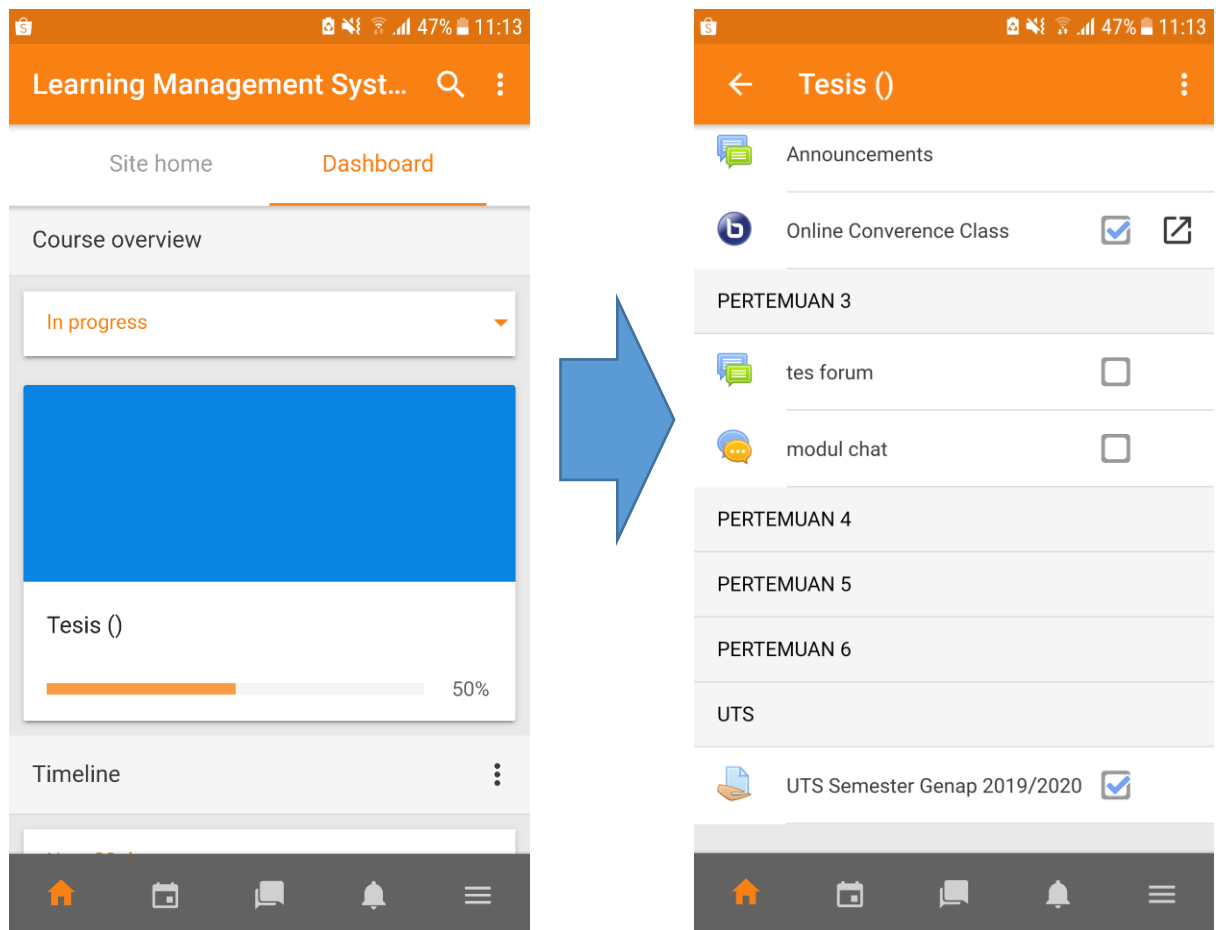 47% 11:13
Learning Management Syst...
Site home
Dashboard
Course overview
In progress
Tesis ()
50%
Timeline
47% 11:13
Tesis ()
Announcements
Online Converence Class
PERTEMUAN 3
tes forum
modul chat
PERTEMUAN 4
PERTEMUAN 5
PERTEMUAN 6
UTS
UTS Semester Genap 2019/2020